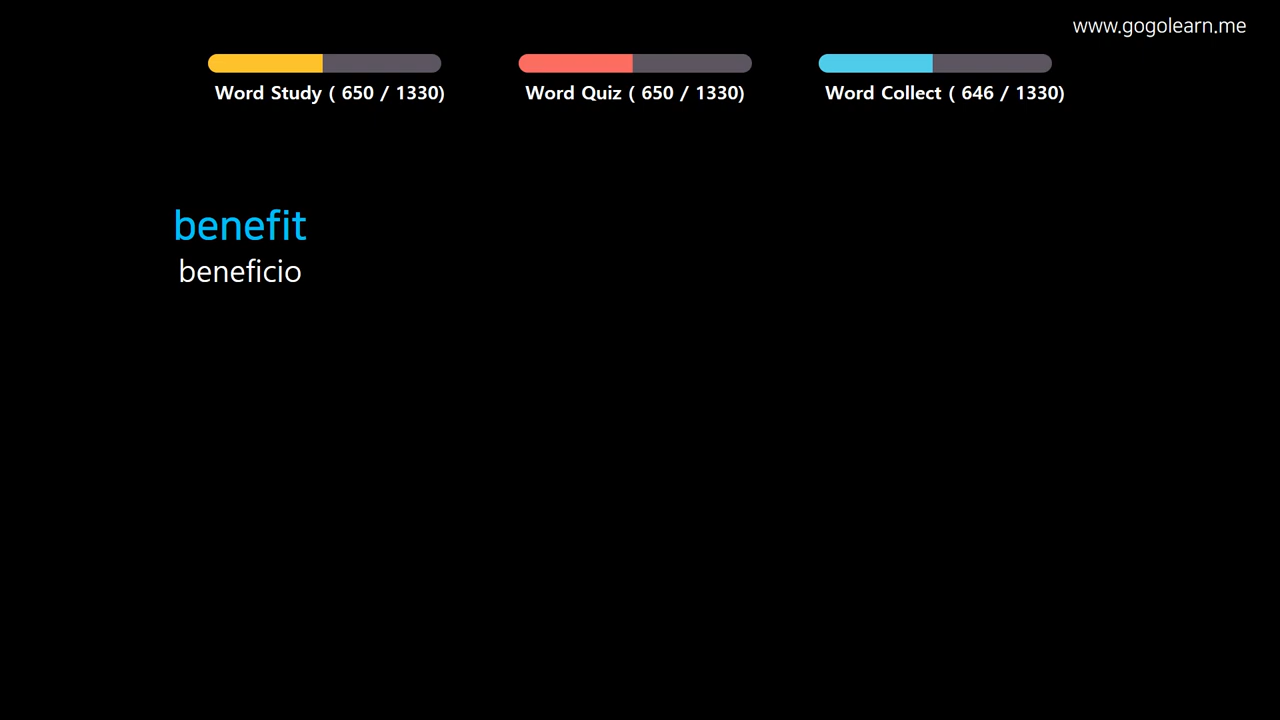 www.gogolearn.me
Word Study ( 650 / 1330)
Word Quiz ( 650 / 1330)
Word Collect ( 646 / 1330)
benefit
beneficio